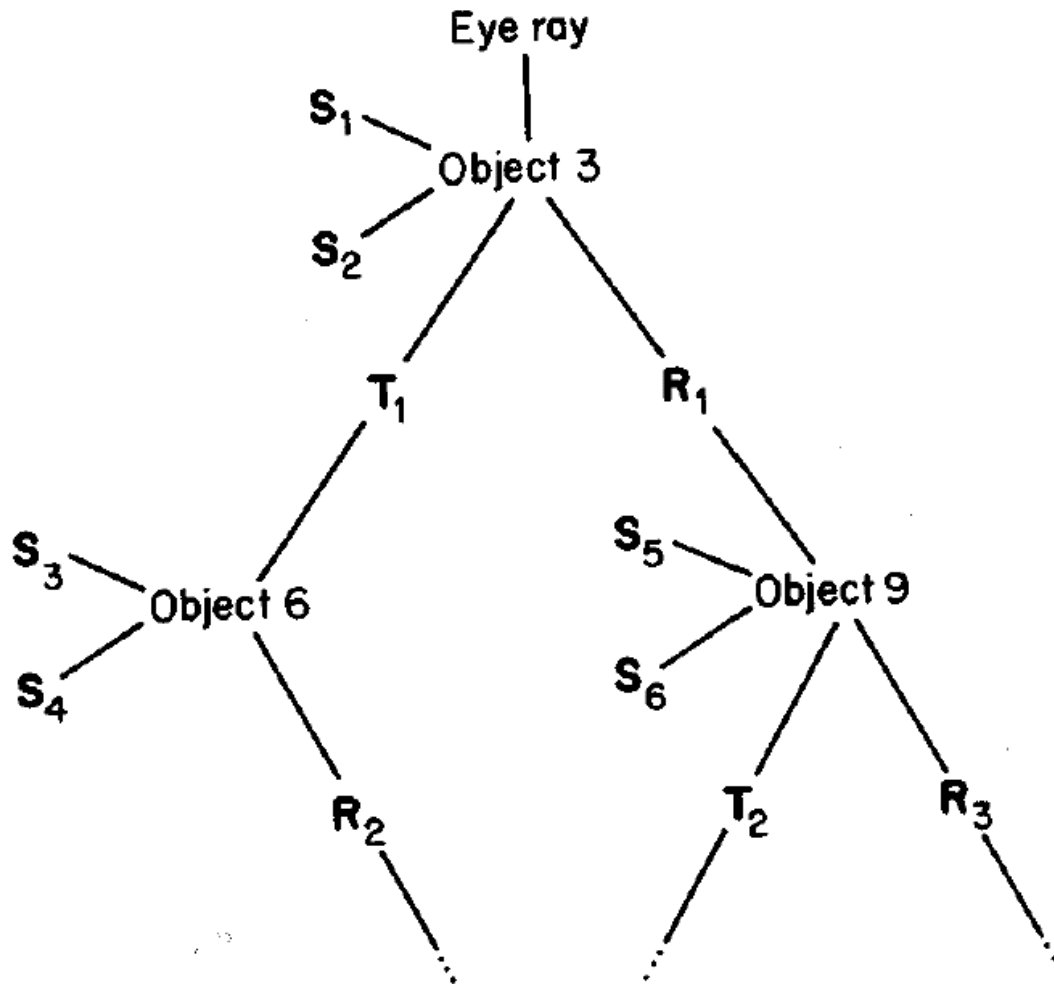 Eye ray
S₁
Object 3
S₂
T₁
R₁
S₃
S₅
Object 6
Object 9
S₄
S₆
R₂
T₂
R₃